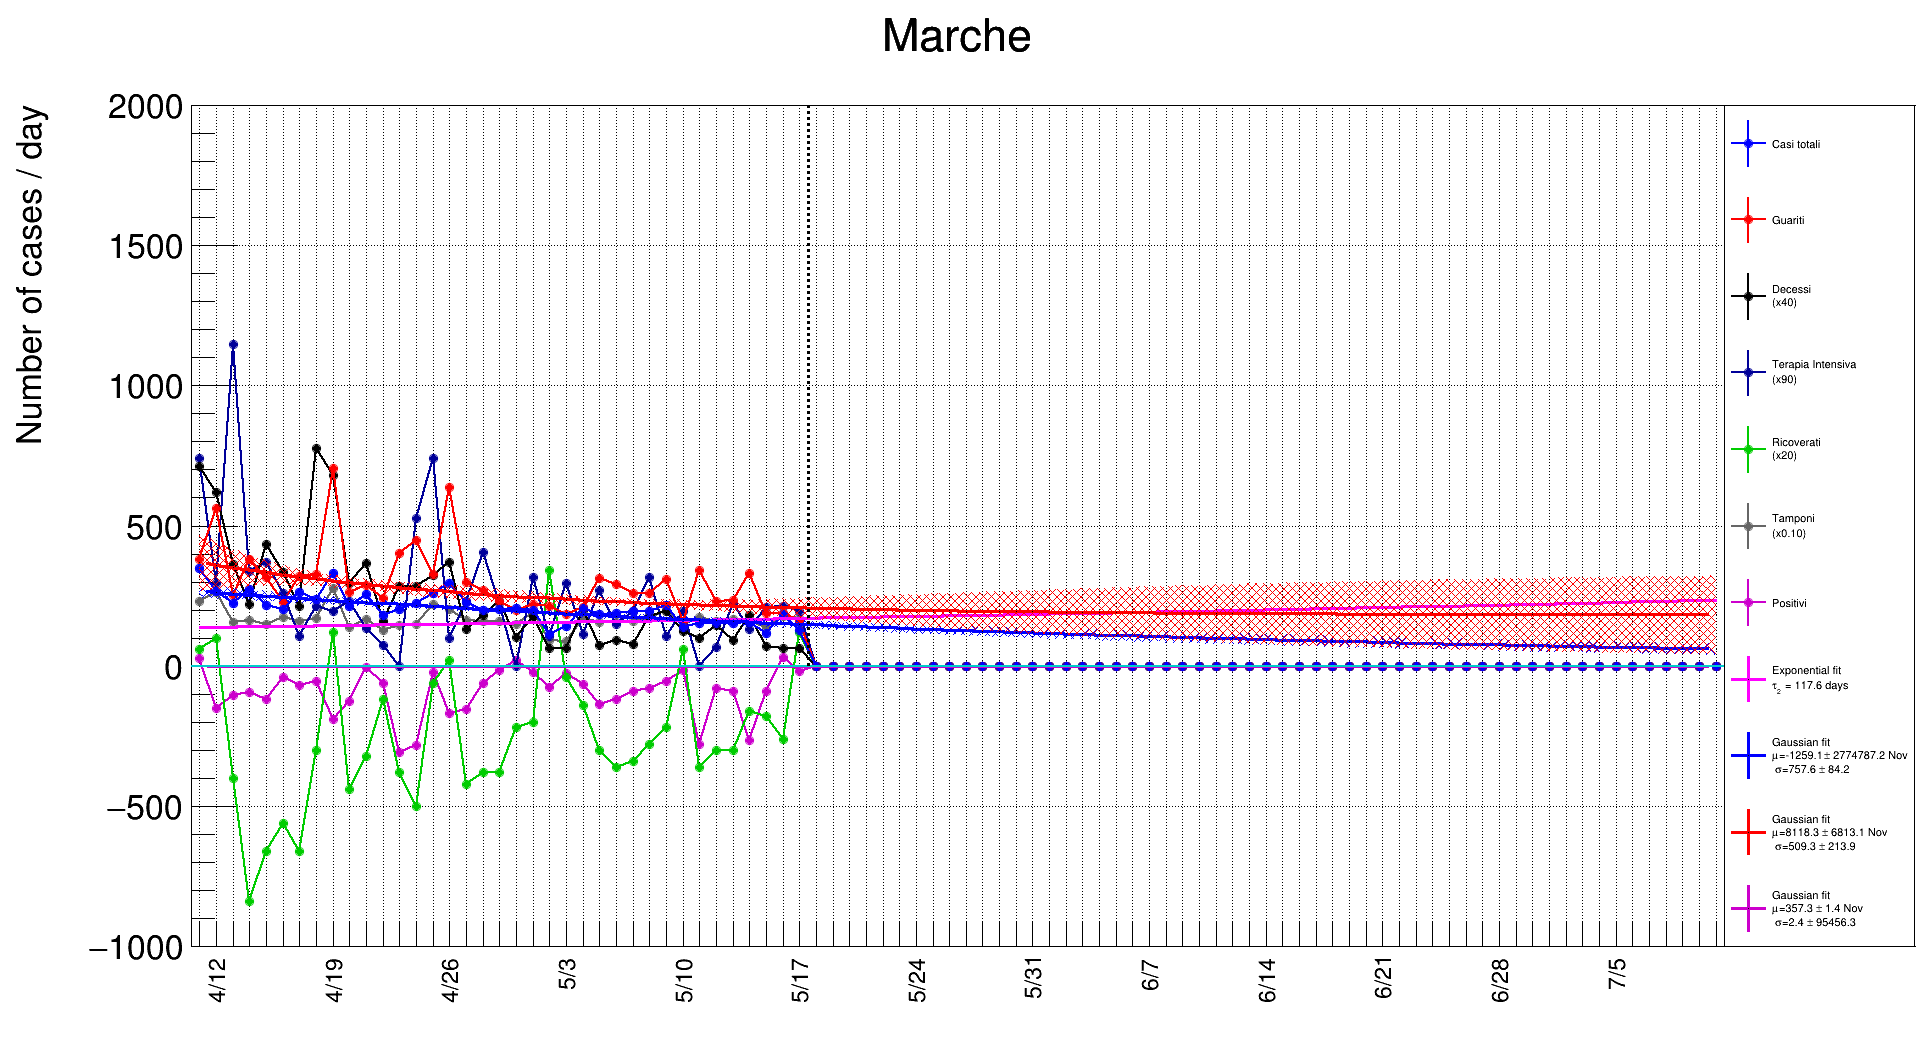 Marche
Number of cases / day
2000
1500
1000
500
0
−500
−1000
4/12
4/19
4/26
5/3
5/10
5/17
5/24
5/31
6/7
6/14
6/21
6/28
7/5
Casi totali
Guariti
Decessi
(x40)
Terapia Intensiva
(x90)
Ricoverati
(x20)
Tamponi
(x0.10)
Positivi
Exponential fit
τ₂ = 117.6 days
Gaussian fit
μ=-1259.1 ± 2774787.2 Nov
σ=757.6 ± 84.2
Gaussian fit
μ=8118.3 ± 6813.1 Nov
σ=509.3 ± 213.9
Gaussian fit
μ=357.3 ± 1.4 Nov
σ=2.4 ± 95456.3